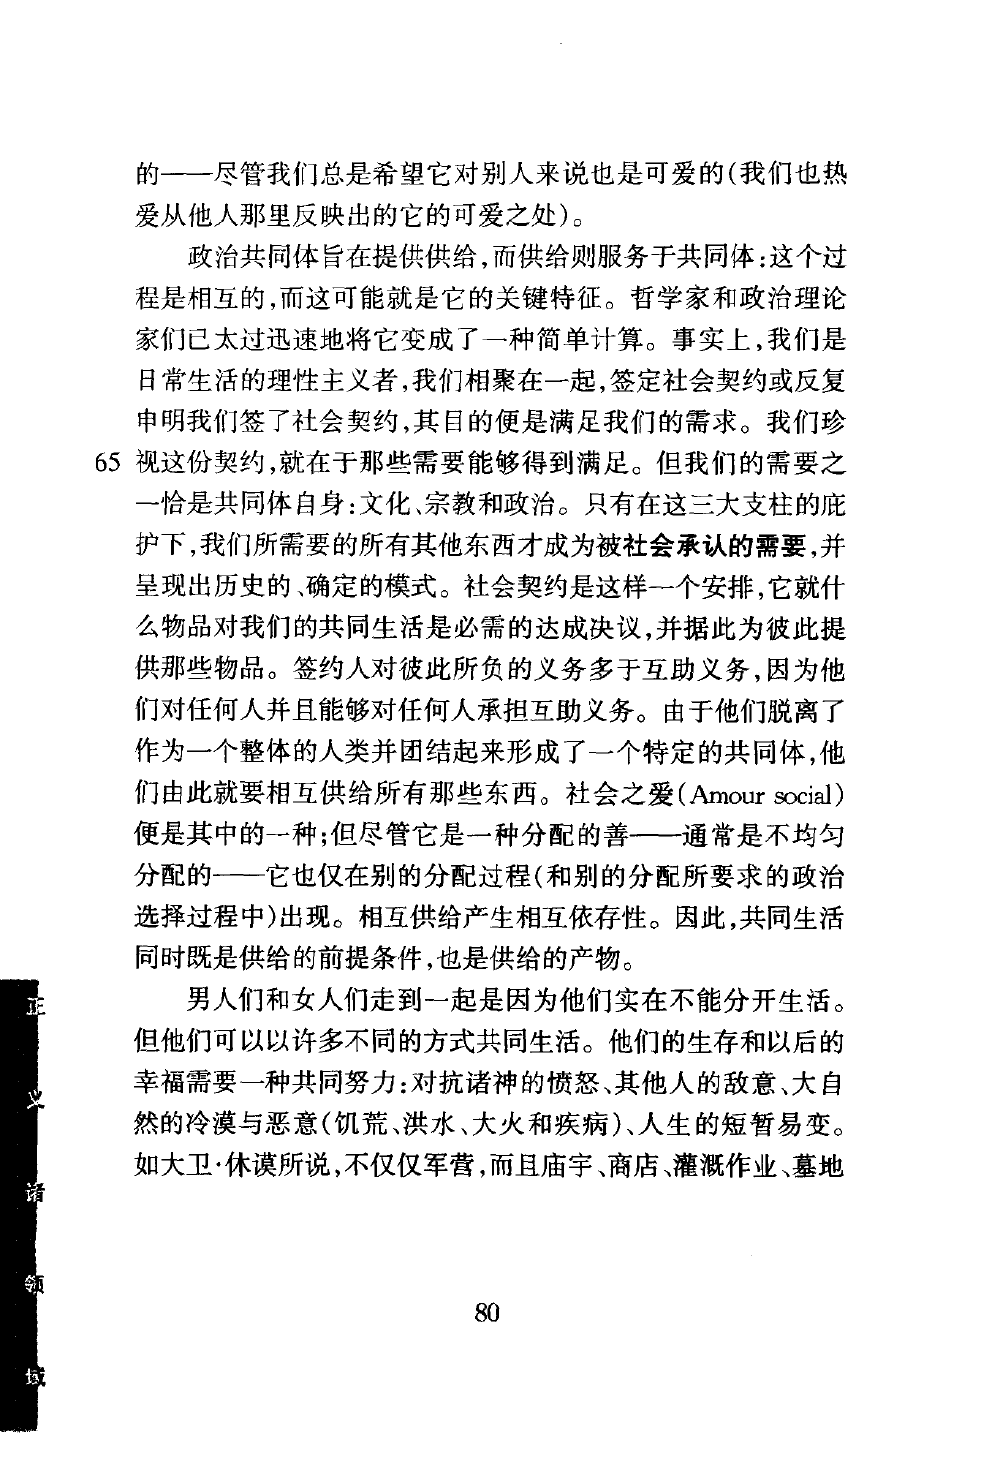 的——尽管我们总是希望它对别人来说也是可爱的(我们也热
爱从他人那里反映出的它的可爱之处)。
政治共同体旨在提供供给,而供给则服务于共同体:这个过
程是相互的,而这可能就是它的关键特征。哲学家和政治理论
家们已太过迅速地将它变成了一种简单计算。事实上,我们是
日常生活的理性主义者,我们相聚在一起,签定社会契约或反复
申明我们签了社会契约,其目的便是满足我们的需求。我们珍
65 视这份契约,就在于那些需要能够得到满足。但我们的需要之
一恰是共同体自身:文化、宗教和政治。只有在这三大支柱的庇
护下,我们所需要的所有其他东西才成为被社会承认的需要,并
呈现出历史的、确定的模式。社会契约是这样一个安排,它就什
么物品对我们的共同生活是必需的达成决议,并据此为彼此提
供那些物品。签约人对彼此所负的义务多于互助义务,因为他
们对任何人并且能够对任何人承担互助义务。由于他们脱离了
作为一个整体的人类并团结起来形成了一个特定的共同体,他
们由此就要相互供给所有那些东西。社会之爱(Amour social)
便是其中的一种;但尽管它是一种分配的善——通常是不均匀
分配的——它也仅在别的分配过程(和别的分配所要求的政治
选择过程中)出现。相互供给产生相互依存性。因此,共同生活
同时既是供给的前提条件,也是供给的产物。
男人们和女人们走到一起是因为他们实在不能分开生活。
但他们可以以许多不同的方式共同生活。他们的生存和以后的
幸福需要一种共同努力:对抗诸神的愤怒、其他人的敌意、大自
然的冷漠与恶意(饥荒、洪水、大火和疾病)、人生的短暂易变。
如大卫·休谟所说,不仅仅军营,而且庙宇、商店、灌溉作业、墓地
正义诸领域
80